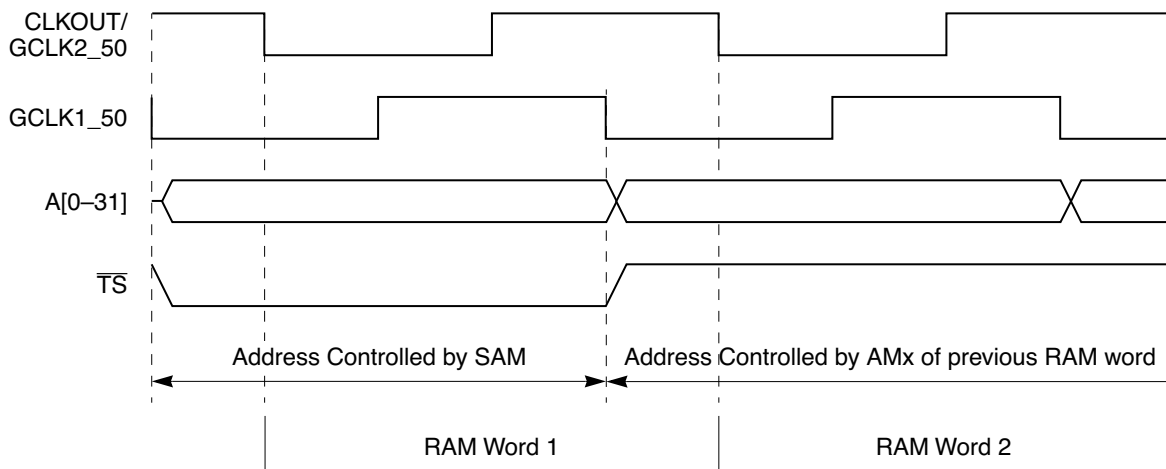 CLKOUT/
GCLK2_50
GCLK1_50
A[0–31]
TS
Address Controlled by SAM
Address Controlled by AMx of previous RAM word
RAM Word 1
RAM Word 2